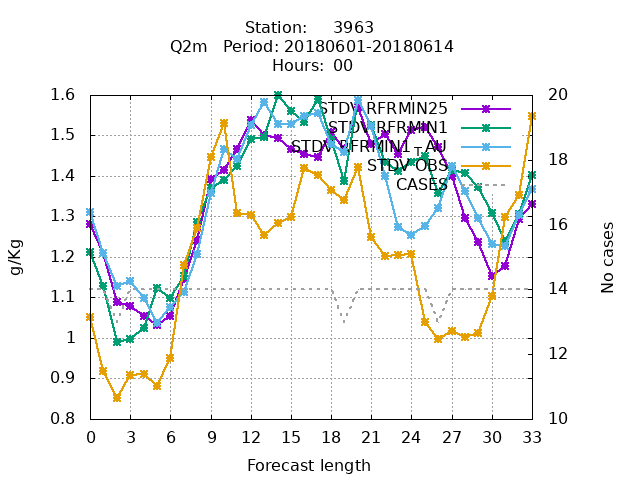 Station: 3963
Q2m Period: 20180601-20180614
Hours: 00
1.6
1.5
1.4
1.3
1.2
1.1
1
0.9
0.8
20
18
16
14
12
10
STDV RFRMIN25
STDV RFRMIN1
STDV RFRMIN1_AJ
STDV OBS
CASES
g/Kg
No cases
0 3 6 9 12 15 18 21 24 27 30 33
Forecast length